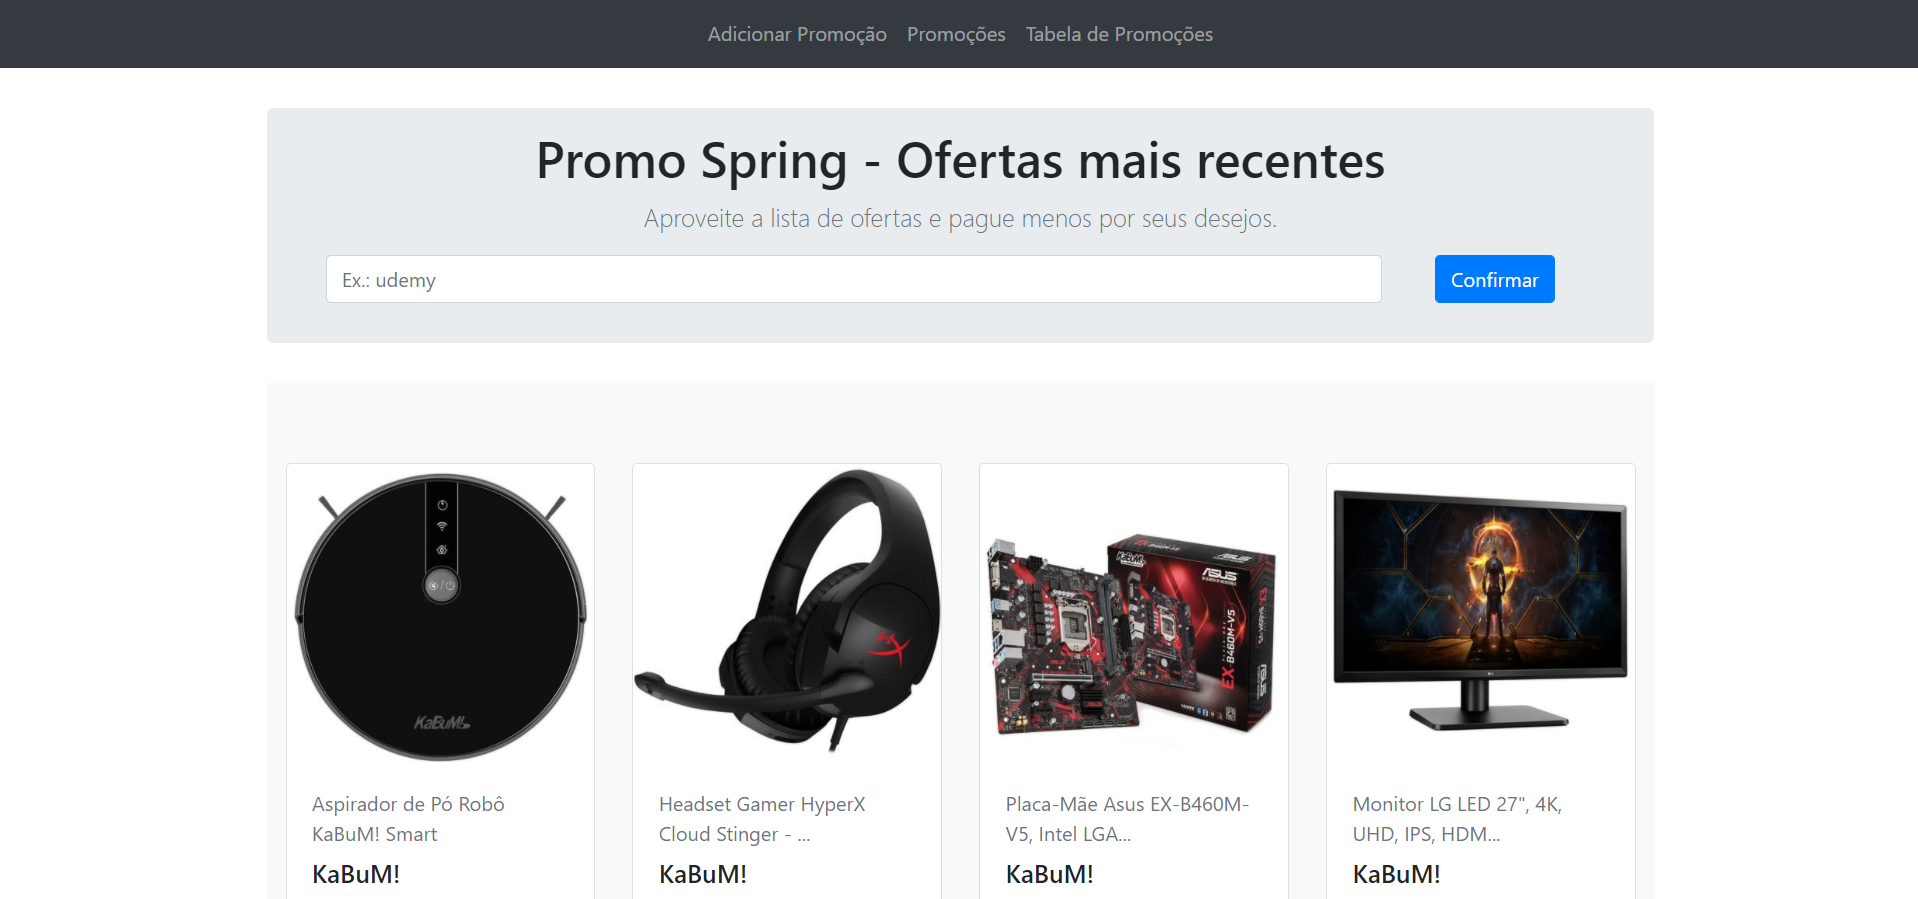 Adicionar Promoção Promoções Tabela de Promoções
Promo Spring - Ofertas mais recentes
Aproveite a lista de ofertas e pague menos por seus desejos.
Ex.: udemy
Confirmar
KaBuM!
KaBuM!
ASUS
EX-B460M-V5
Aspirador de Pó Robô
KaBuM! Smart
KaBuM!
Headset Gamer HyperX
Cloud Stinger - ...
KaBuM!
Placa-Mãe Asus EX-B460M-
V5, Intel LGA...
KaBuM!
Monitor LG LED 27", 4K,
UHD, IPS, HDM...
KaBuM!